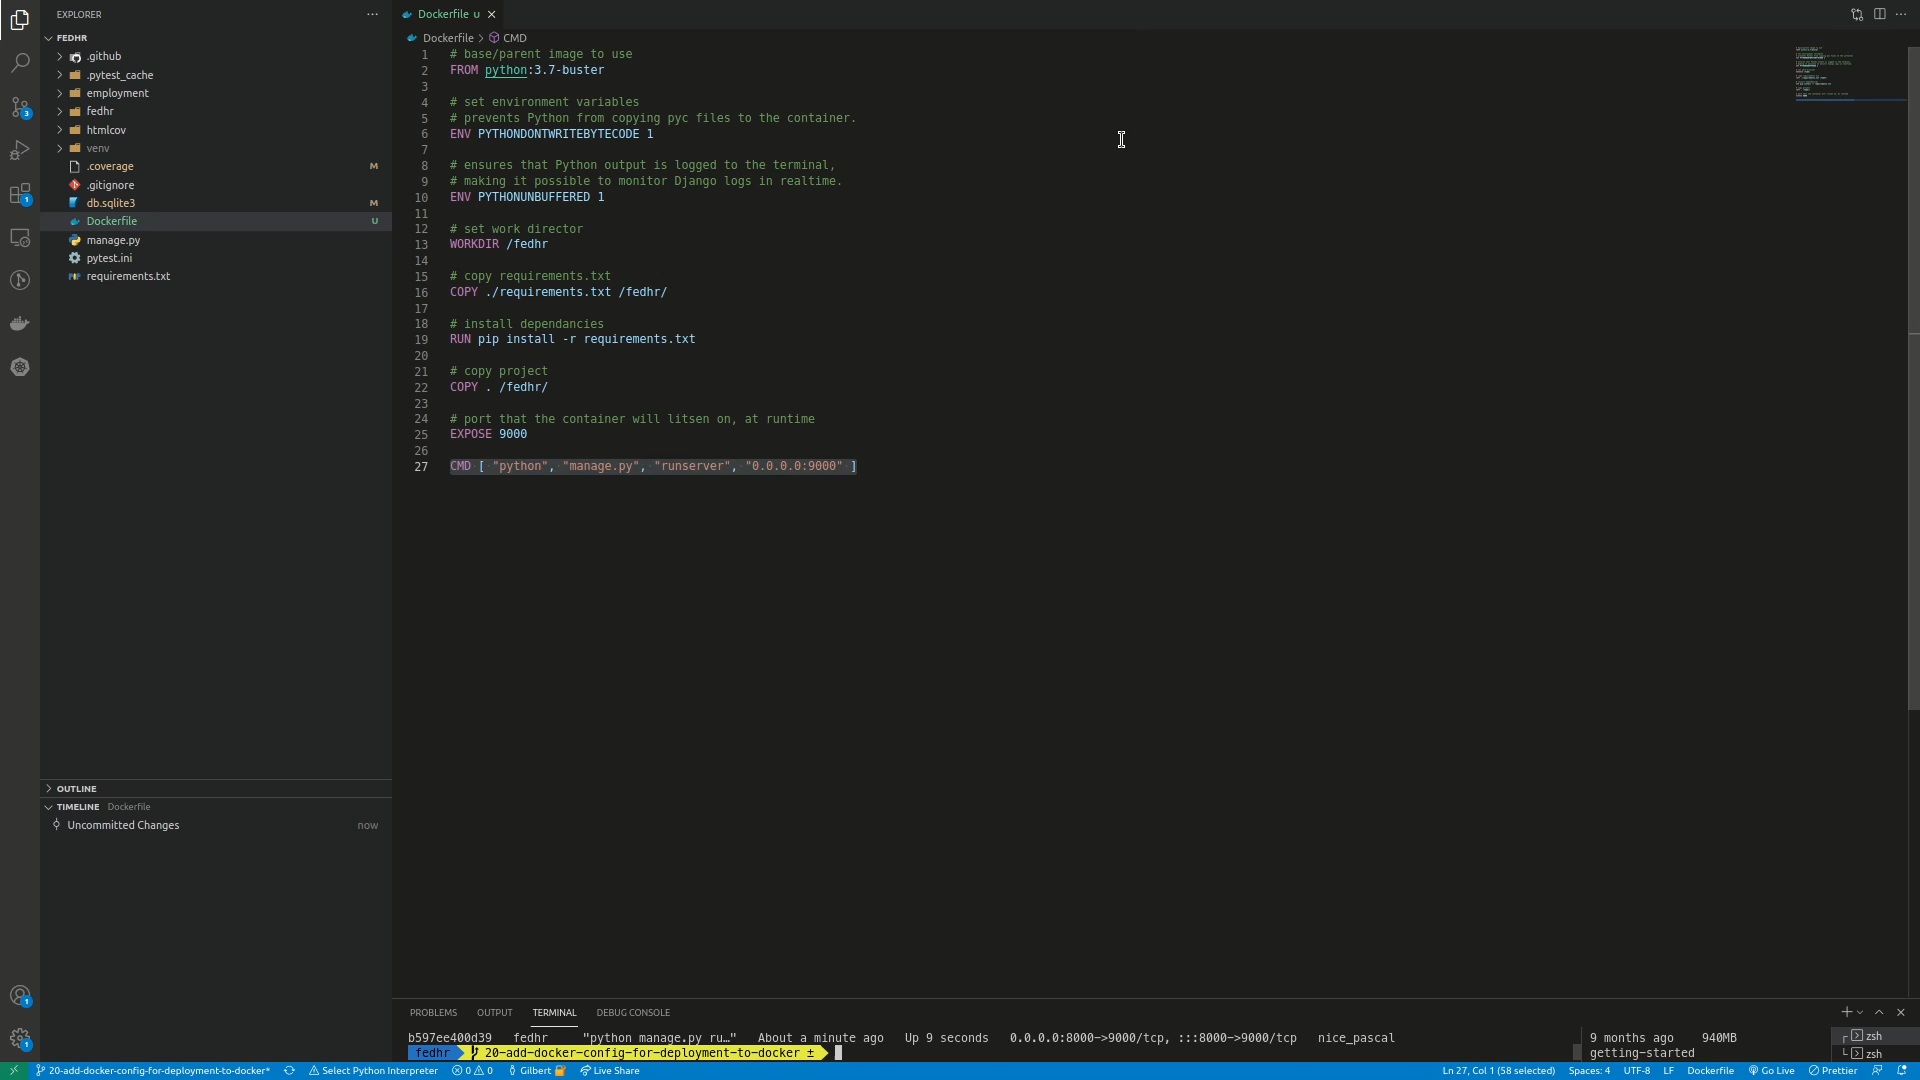 EXPLORER
FEDHR
.github
.pytest_cache
employment
fedhr
htmlcov
venv
.coverage M
.gitignore
db.sqlite3 M
Dockerfile U
manage.py
pytest.ini
requirements.txt
OUTLINE
TIMELINE Dockerfile
Uncommitted Changes now
Dockerfile U
Dockerfile > CMD
1 # base/parent image to use
2 FROM python:3.7-buster
3
4 # set environment variables
5 # prevents Python from copying pyc files to the container.
6 ENV PYTHONDONTWRITEBYTECODE 1
7
8 # ensures that Python output is logged to the terminal,
9 # making it possible to monitor Django logs in realtime.
10 ENV PYTHONUNBUFFERED 1
11
12 # set work director
13 WORKDIR /fedhr
14
15 # copy requirements.txt
16 COPY ./requirements.txt /fedhr/
17
18 # install dependancies
19 RUN pip install -r requirements.txt
20
21 # copy project
22 COPY . /fedhr/
23
24 # port that the container will litsen on, at runtime
25 EXPOSE 9000
26
27 CMD [ "python", "manage.py", "runserver", "0.0.0.0:9000" ]
PROBLEMS OUTPUT TERMINAL DEBUG CONSOLE
b597ee400d39 fedhr "python manage.py ru…" About a minute ago Up 9 seconds 0.0.0.0:8000->9000/tcp, :::8000->9000/tcp nice_pascal
fedhr 20-add-docker-config-for-deployment-to-docker ±
9 months ago 940MB
getting-started
zsh
zsh
20-add-docker-config-for-deployment-to-docker* Select Python Interpreter 0 0 Gilbert Live Share Ln 27, Col 1 (58 selected) Spaces: 4 UTF-8 LF Dockerfile Go Live Prettier